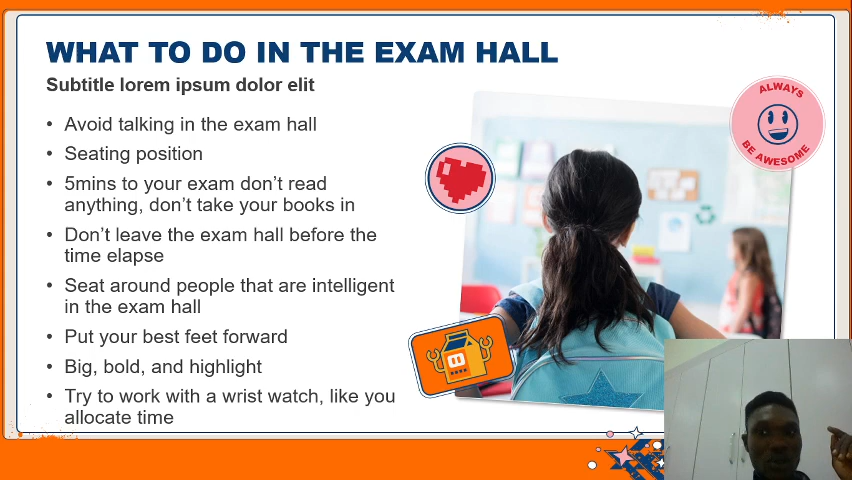 WHAT TO DO IN THE EXAM HALL
Subtitle lorem ipsum dolor elit
• Avoid talking in the exam hall
• Seating position
• 5mins to your exam don’t read
anything, don’t take your books in
• Don’t leave the exam hall before the
time elapse
• Seat around people that are intelligent
in the exam hall
• Put your best feet forward
• Big, bold, and highlight
• Try to work with a wrist watch, like you
allocate time
ALWAYS
BE AWESOME